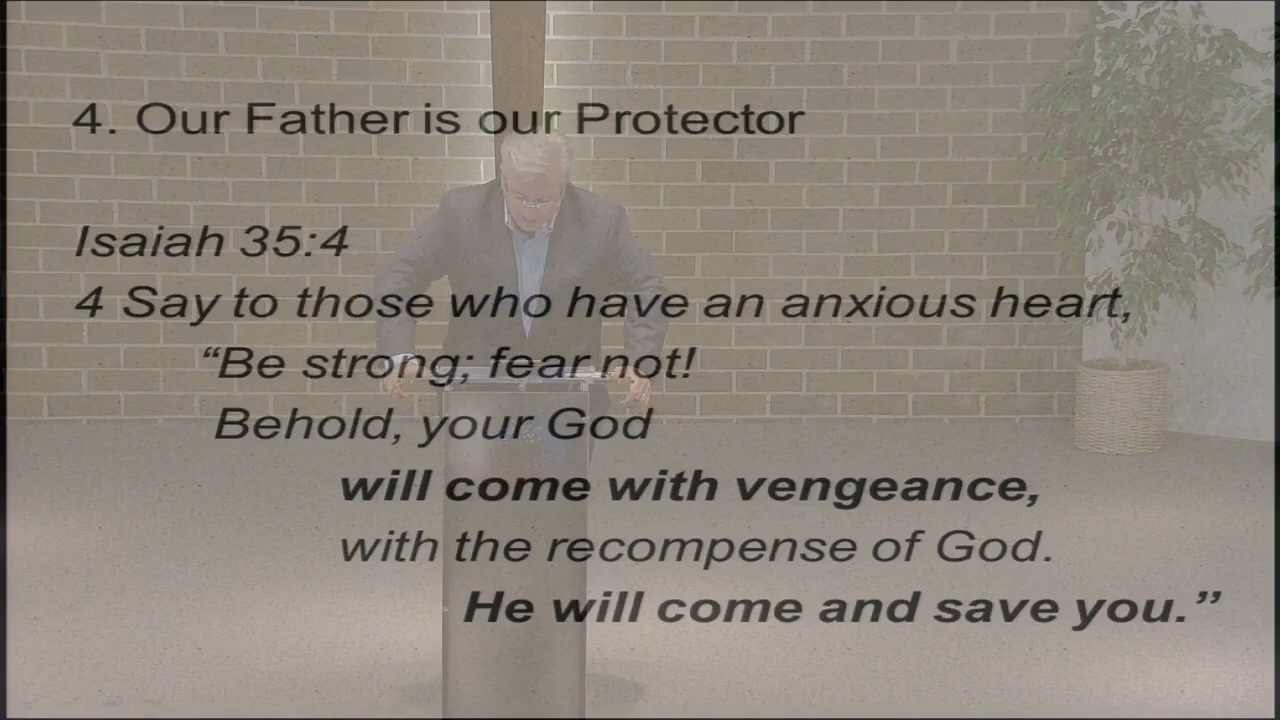 4. Our Father is our Protector
Isaiah 35:4
4 Say to those who have an anxious heart,
“Be strong; fear not!
Behold, your God
will come with vengeance,
with the recompense of God.
He will come and save you.”